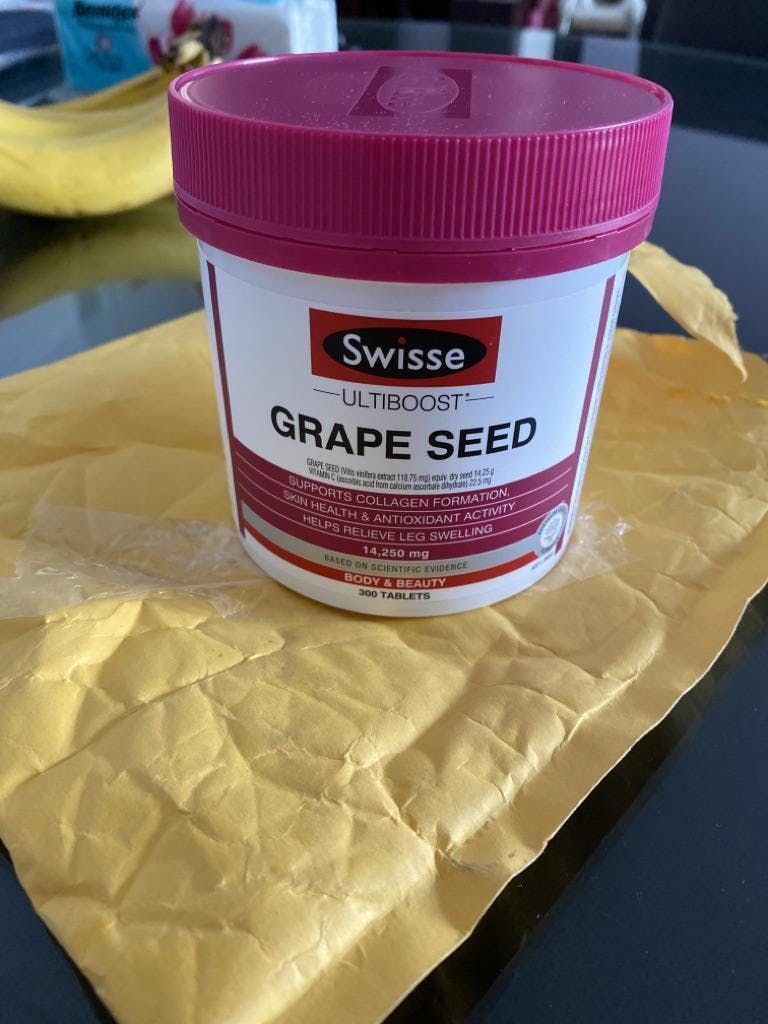 Swisse
ULTIBOOST®
GRAPE SEED
GRAPE SEED (Vitis vinifera extract 118.75 mg) equiv. dry seed 14.25 g
VITAMIN C (ascorbic acid from calcium ascorbate dihydrate) 22.5 mg
SUPPORTS COLLAGEN FORMATION,
SKIN HEALTH & ANTIOXIDANT ACTIVITY
HELPS RELIEVE LEG SWELLING
14,250 mg
BASED ON SCIENTIFIC EVIDENCE
BODY & BEAUTY
300 TABLETS